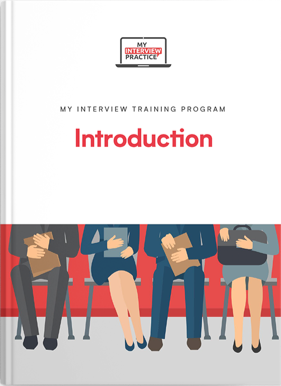 MY
INTERVIEW
PRACTICE
MY INTERVIEW TRAINING PROGRAM
Introduction